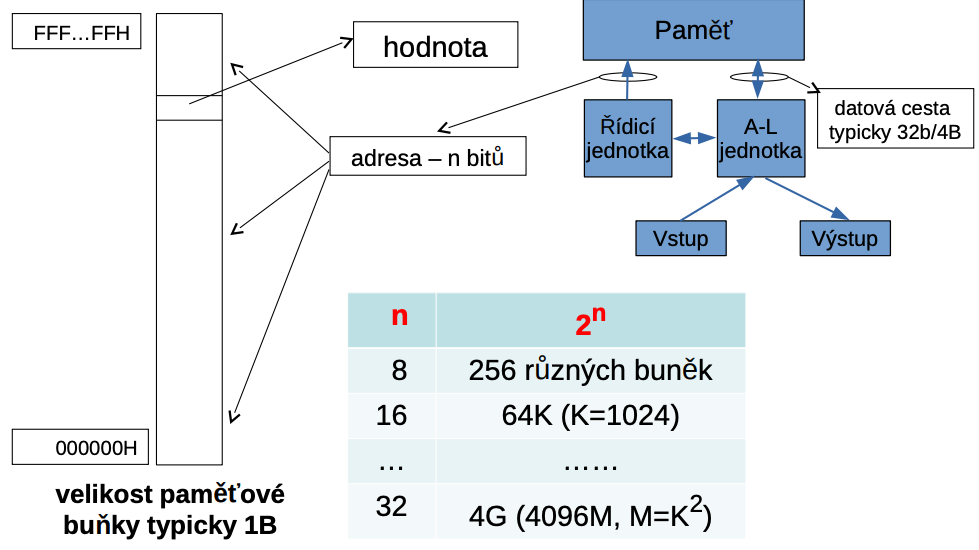 FFF…FFH
hodnota
Paměť
datová cesta
typicky 32b/4B
Řídicí
jednotka
A-L
jednotka
adresa – n bitů
Vstup
Výstup
n
2^n
8
256 různých buněk
16
64K (K=1024)
…
……
32
4G (4096M, M=K^2)
000000H
velikost paměťové
buňky typicky 1B